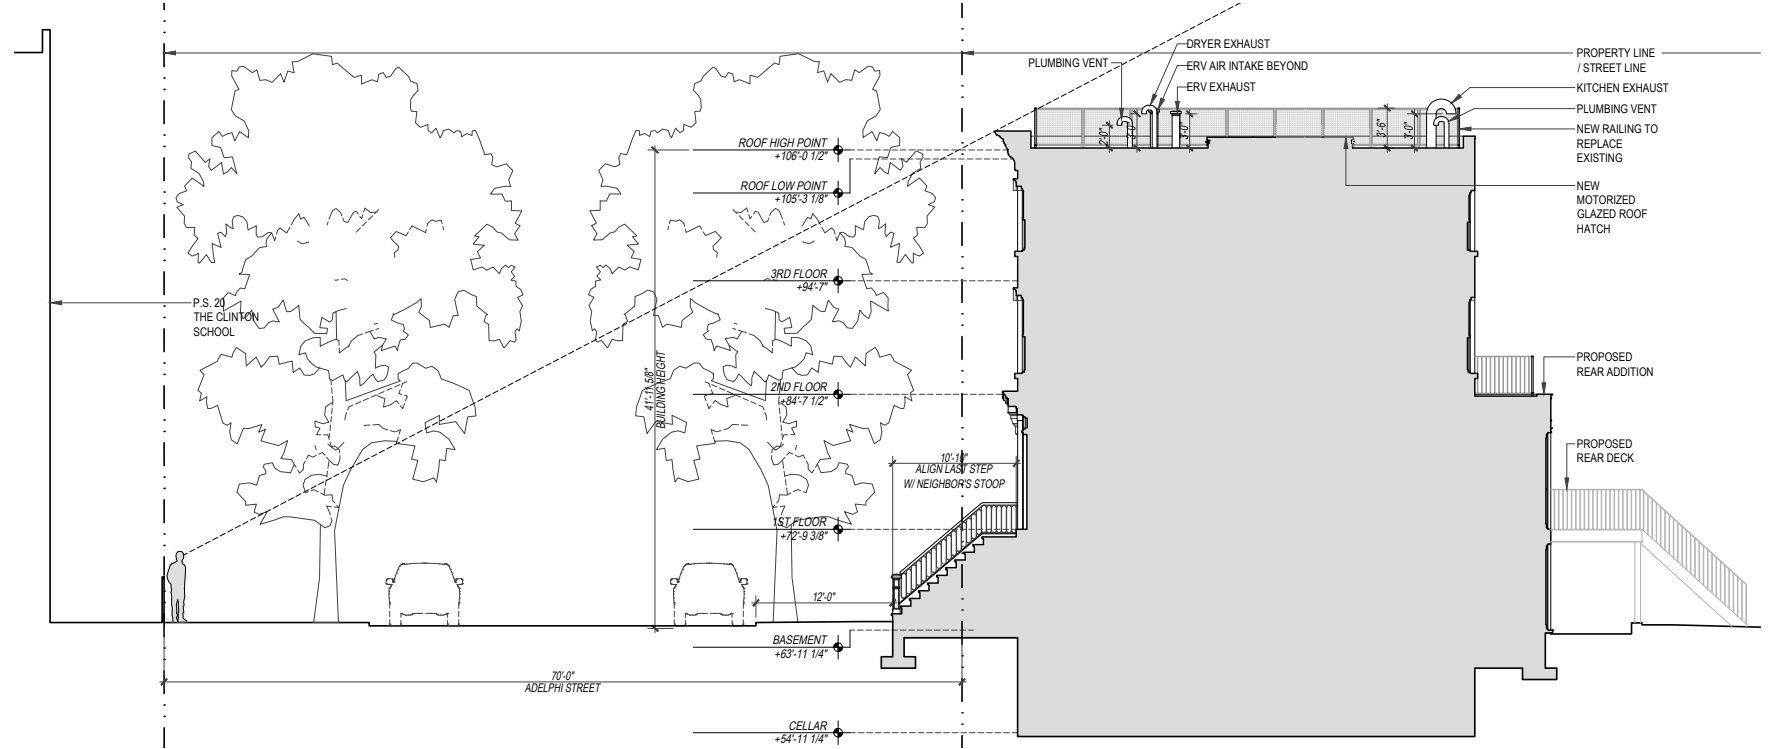 DRYER EXHAUST
PLUMBING VENT
ERV AIR INTAKE BEYOND
ERV EXHAUST
PROPERTY LINE
/ STREET LINE
KITCHEN EXHAUST
PLUMBING VENT
NEW RAILING TO
REPLACE
EXISTING
NEW
MOTORIZED
GLAZED ROOF
HATCH
2'-0"
3'-0"
3'-6"
3'-0"
ROOF HIGH POINT
+106'-0 1/2"
ROOF LOW POINT
+105'-3 1/8"
3RD FLOOR
+94'-7"
P.S. 20
THE CLINTON
SCHOOL
41'-11 5/8"
BUILDING HEIGHT
2ND FLOOR
+84'-7 1/2"
PROPOSED
REAR ADDITION
PROPOSED
REAR DECK
10'-10"
ALIGN LAST STEP
W/ NEIGHBOR'S STOOP
1ST FLOOR
+72'-9 3/8"
12'-0"
BASEMENT
+63'-11 1/4"
70'-0"
ADELPHI STREET
CELLAR
+54'-11 1/4"